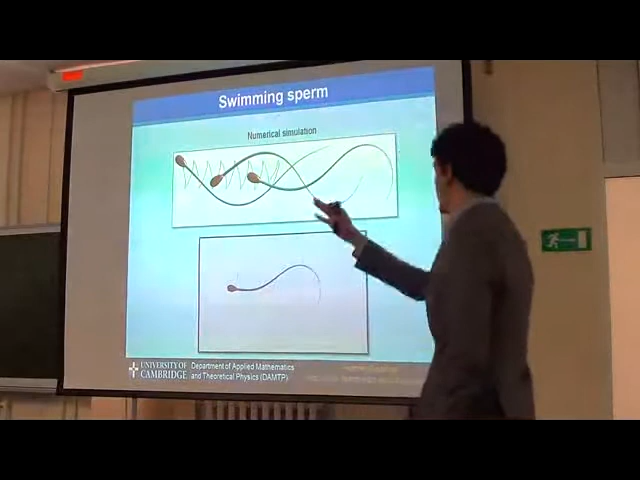 Swimming sperm
Numerical simulation
UNIVERSITY OF
CAMBRIDGE
Department of Applied Mathematics
and Theoretical Physics (DAMTP)